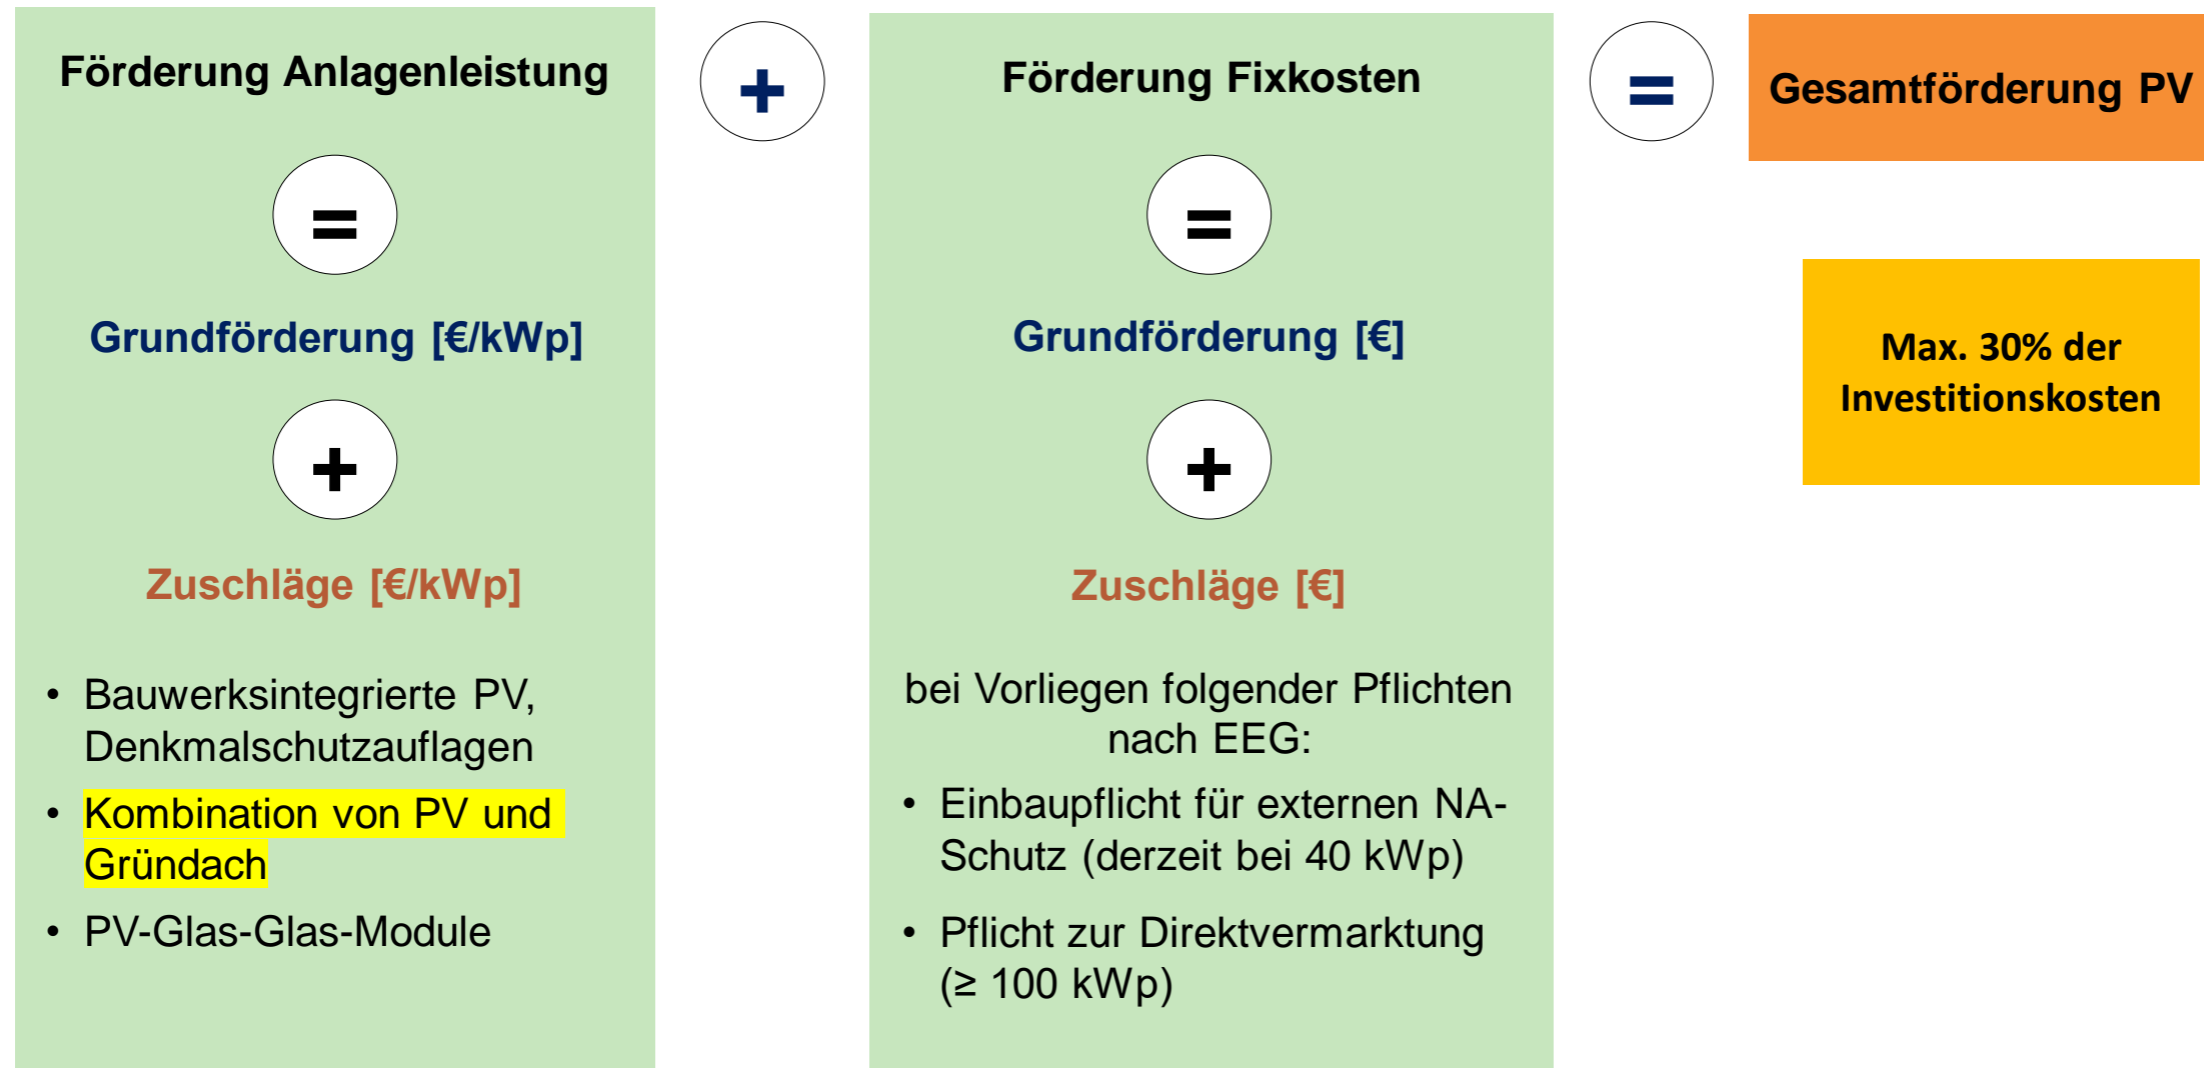 Förderung Anlagenleistung
=
Grundförderung [€/kWp]
+
Zuschläge [€/kWp]
• Bauwerksintegrierte PV,
Denkmalschutzauflagen
• Kombination von PV und
Gründach
• PV-Glas-Glas-Module
+
Förderung Fixkosten
=
Grundförderung [€]
+
Zuschläge [€]
bei Vorliegen folgender Pflichten
nach EEG:
• Einbaupflicht für externen NA-
Schutz (derzeit bei 40 kWp)
• Pflicht zur Direktvermarktung
(≥ 100 kWp)
=
Gesamtförderung PV
Max. 30% der
Investitionskosten